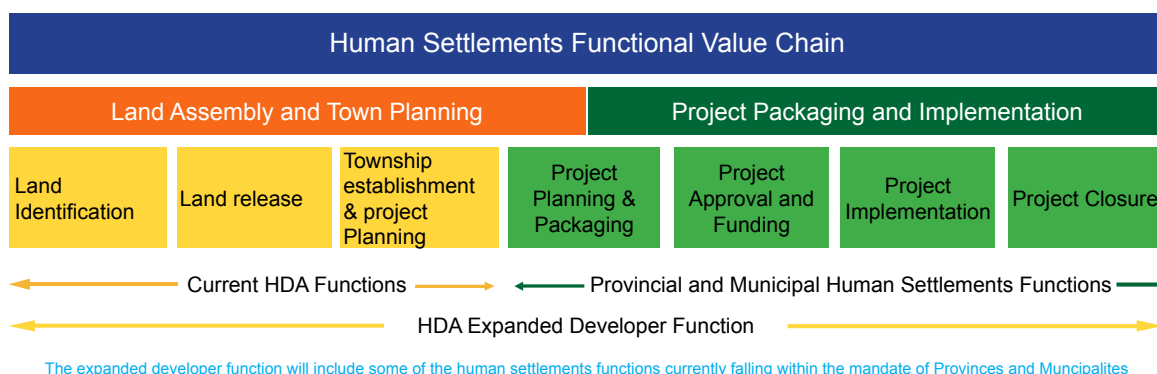 Human Settlements Functional Value Chain
Land Assembly and Town Planning
Project Packaging and Implementation
Land
Identification
Land release
Township
establishment
& project
Planning
Project
Planning &
Packaging
Project
Approval and
Funding
Project
Implementation
Project Closure
Current HDA Functions
Provincial and Municipal Human Settlements Functions
HDA Expanded Developer Function
The expanded developer function will include some of the human settlements functions currently falling within the mandate of Provinces and Muncipalites